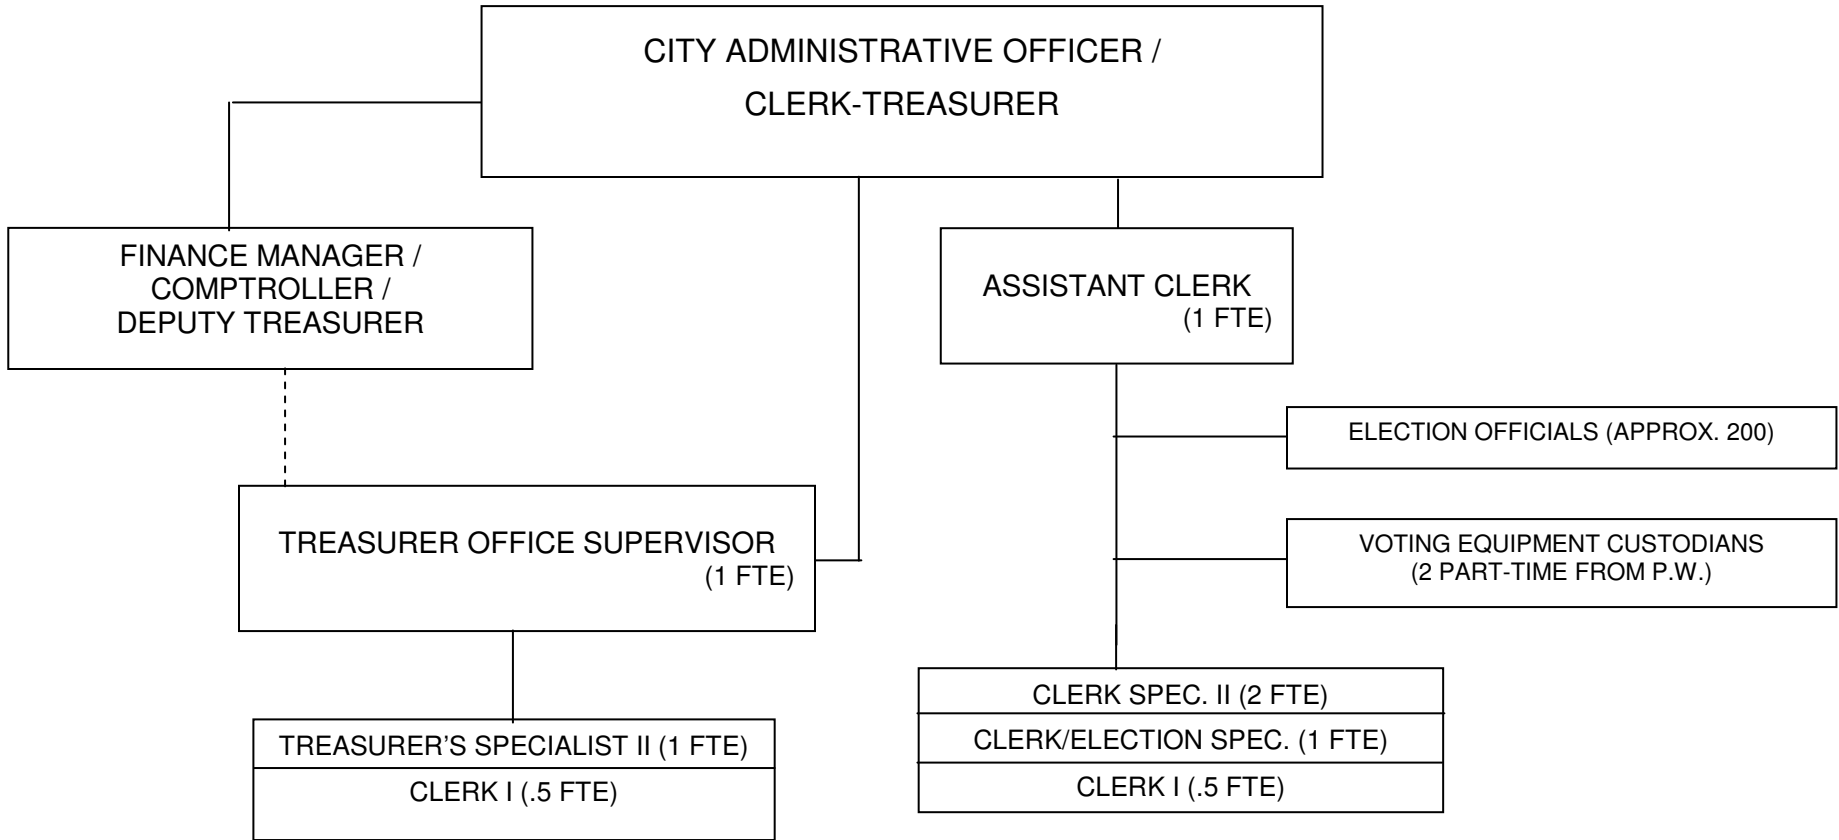 CITY ADMINISTRATIVE OFFICER /
CLERK-TREASURER
FINANCE MANAGER /
COMPTROLLER /
DEPUTY TREASURER
ASSISTANT CLERK
(1 FTE)
ELECTION OFFICIALS (APPROX. 200)
TREASURER OFFICE SUPERVISOR
(1 FTE)
VOTING EQUIPMENT CUSTODIANS
(2 PART-TIME FROM P.W.)
TREASURER’S SPECIALIST II (1 FTE)
CLERK I (.5 FTE)
CLERK SPEC. II (2 FTE)
CLERK/ELECTION SPEC. (1 FTE)
CLERK I (.5 FTE)